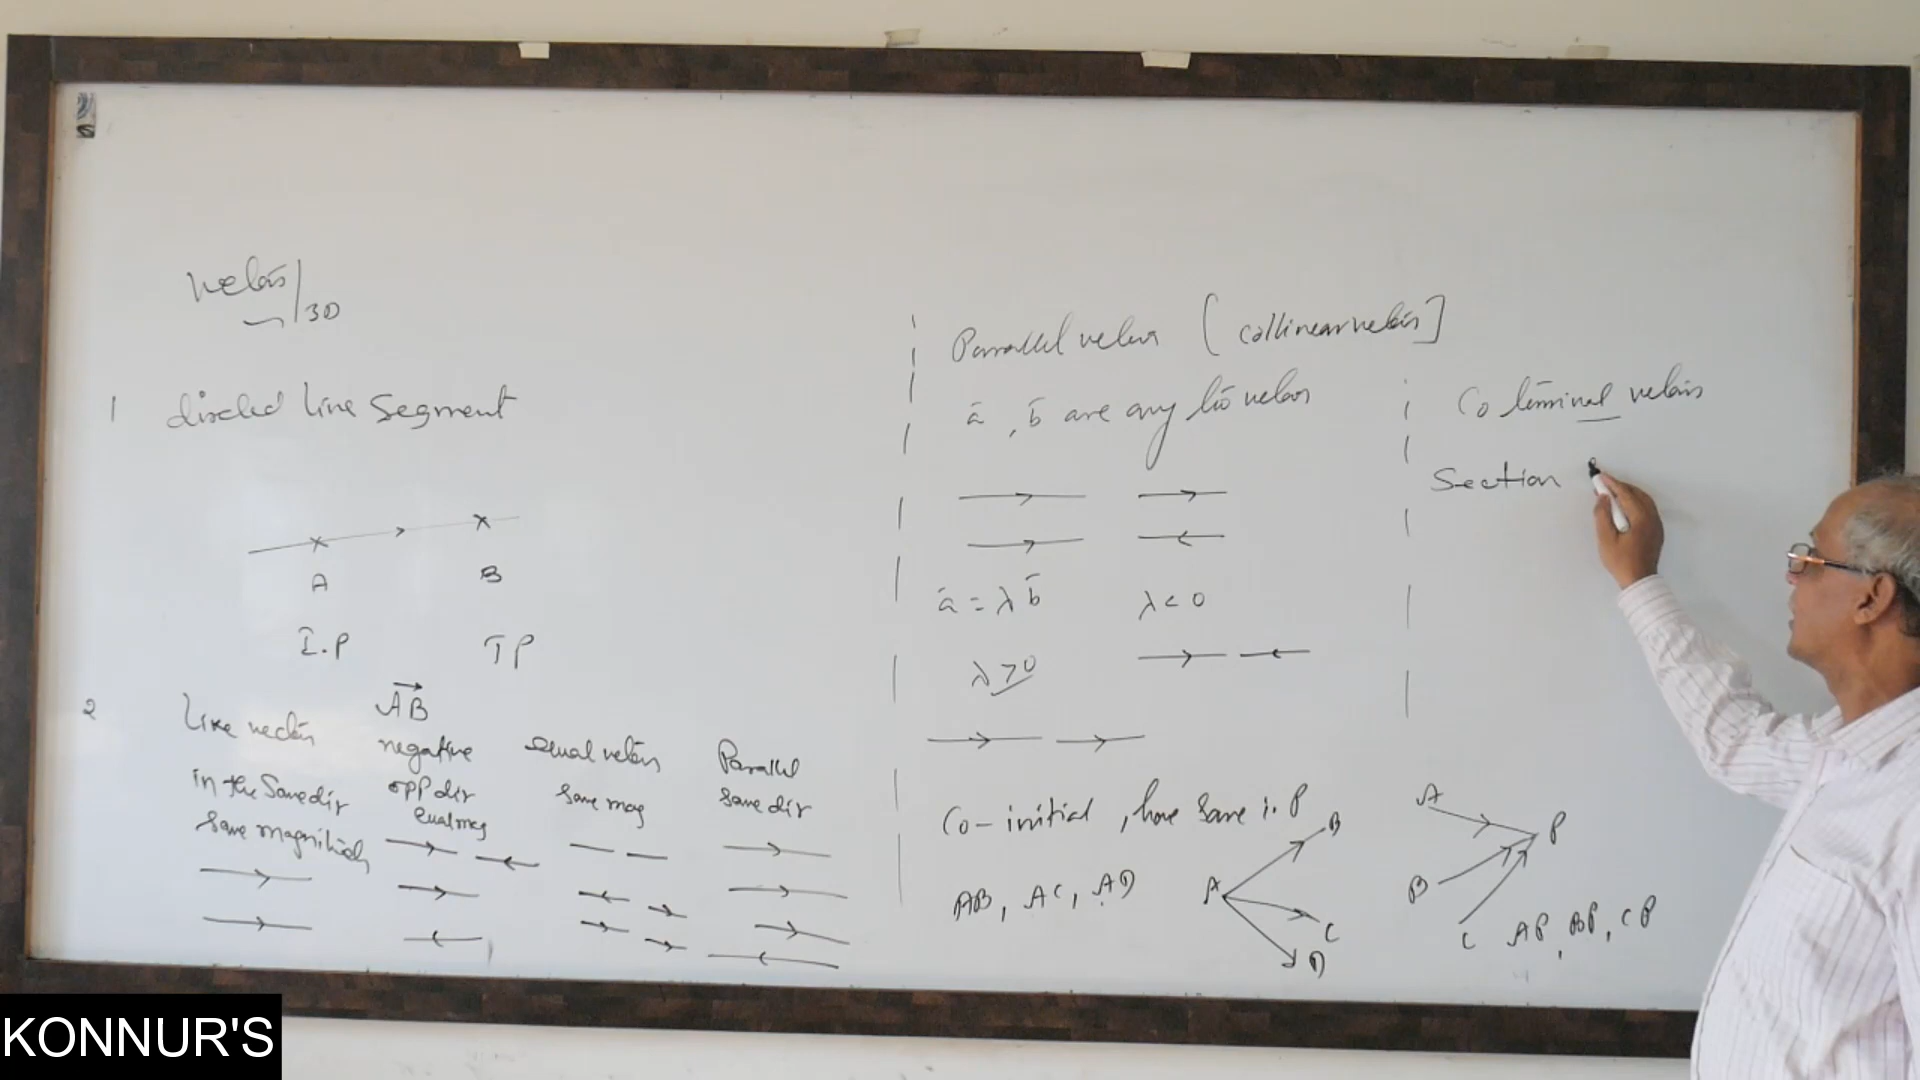 vectors/3D
1 directed line segment
A B
I.P T P
AB
2 Like vectors
in the same dir
same magnitude
negative
opp dir
equal mag
equal vectors
same mag
Parallel
same dir
Parallel vectors [collinear vectors]
a, b are any two vectors
a = λ b λ < 0
λ > 0
Co-initial, have same i. P
AB, AC, AD
A B C D
Co terminal vectors
Section
A B C P
AP, BP, CP
KONNUR'S